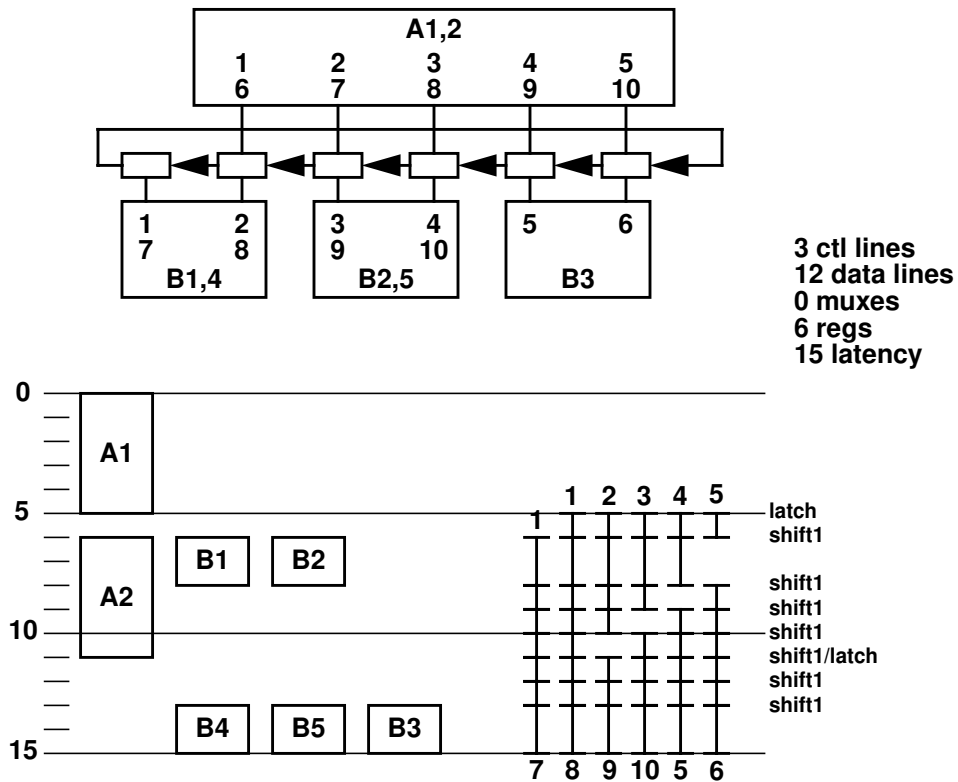 A1,2
1 2 3 4 5
6 7 8 9 10
1 2 3 4 5 6
7 8 9 10
B1,4 B2,5 B3
3 ctl lines
12 data lines
0 muxes
6 regs
15 latency
0
A1
1 2 3 4 5
5 latch
1
shift1
B1 B2
A2
shift1
shift1
10 shift1
shift1/latch
shift1
shift1
B4 B5 B3
15
7 8 9 10 5 6